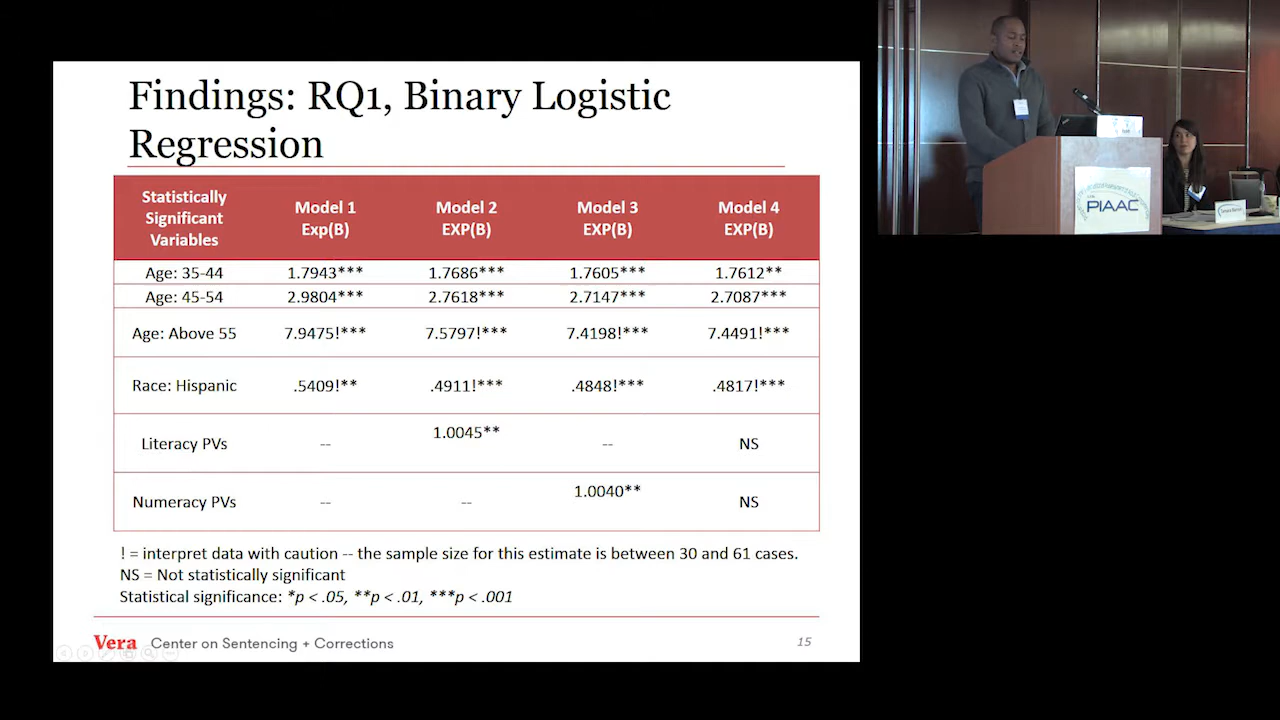 Findings: RQ1, Binary Logistic
Regression
Statistically
Significant
Variables
Model 1
Exp(B)
Model 2
EXP(B)
Model 3
EXP(B)
Model 4
EXP(B)
Age: 35-44 1.7943*** 1.7686*** 1.7605*** 1.7612**
Age: 45-54 2.9804*** 2.7618*** 2.7147*** 2.7087***
Age: Above 55 7.9475!*** 7.5797!*** 7.4198!*** 7.4491!***
Race: Hispanic .5409!** .4911!*** .4848!*** .4817!***
Literacy PVs -- 1.0045** -- NS
Numeracy PVs -- -- 1.0040** NS
! = interpret data with caution -- the sample size for this estimate is between 30 and 61 cases.
NS = Not statistically significant
Statistical significance: *p < .05, **p < .01, ***p < .001
Vera Center on Sentencing + Corrections
15
PIAAC